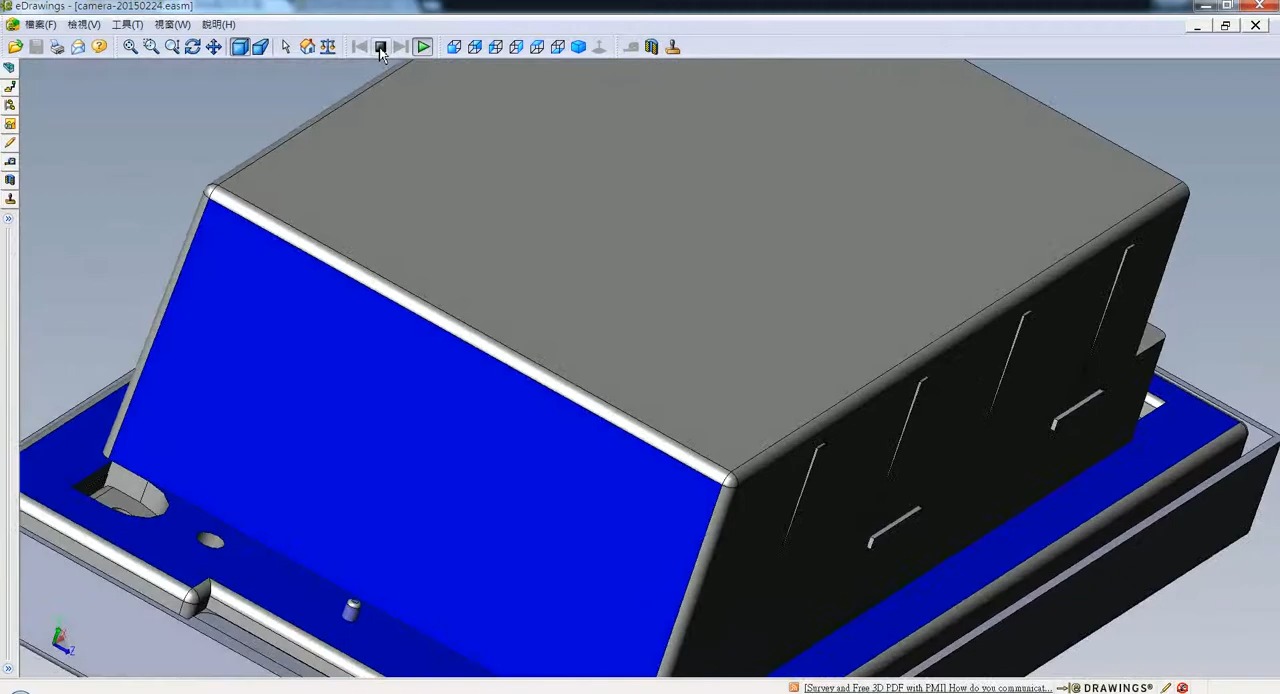 eDrawings - [camera-20150224.easm]
檔案(F) 檢視(V) 工具(T) 視窗(W) 說明(H)
Z
[Survey and Free 3D PDF with PMI] How do you communicat... DRAWINGS®